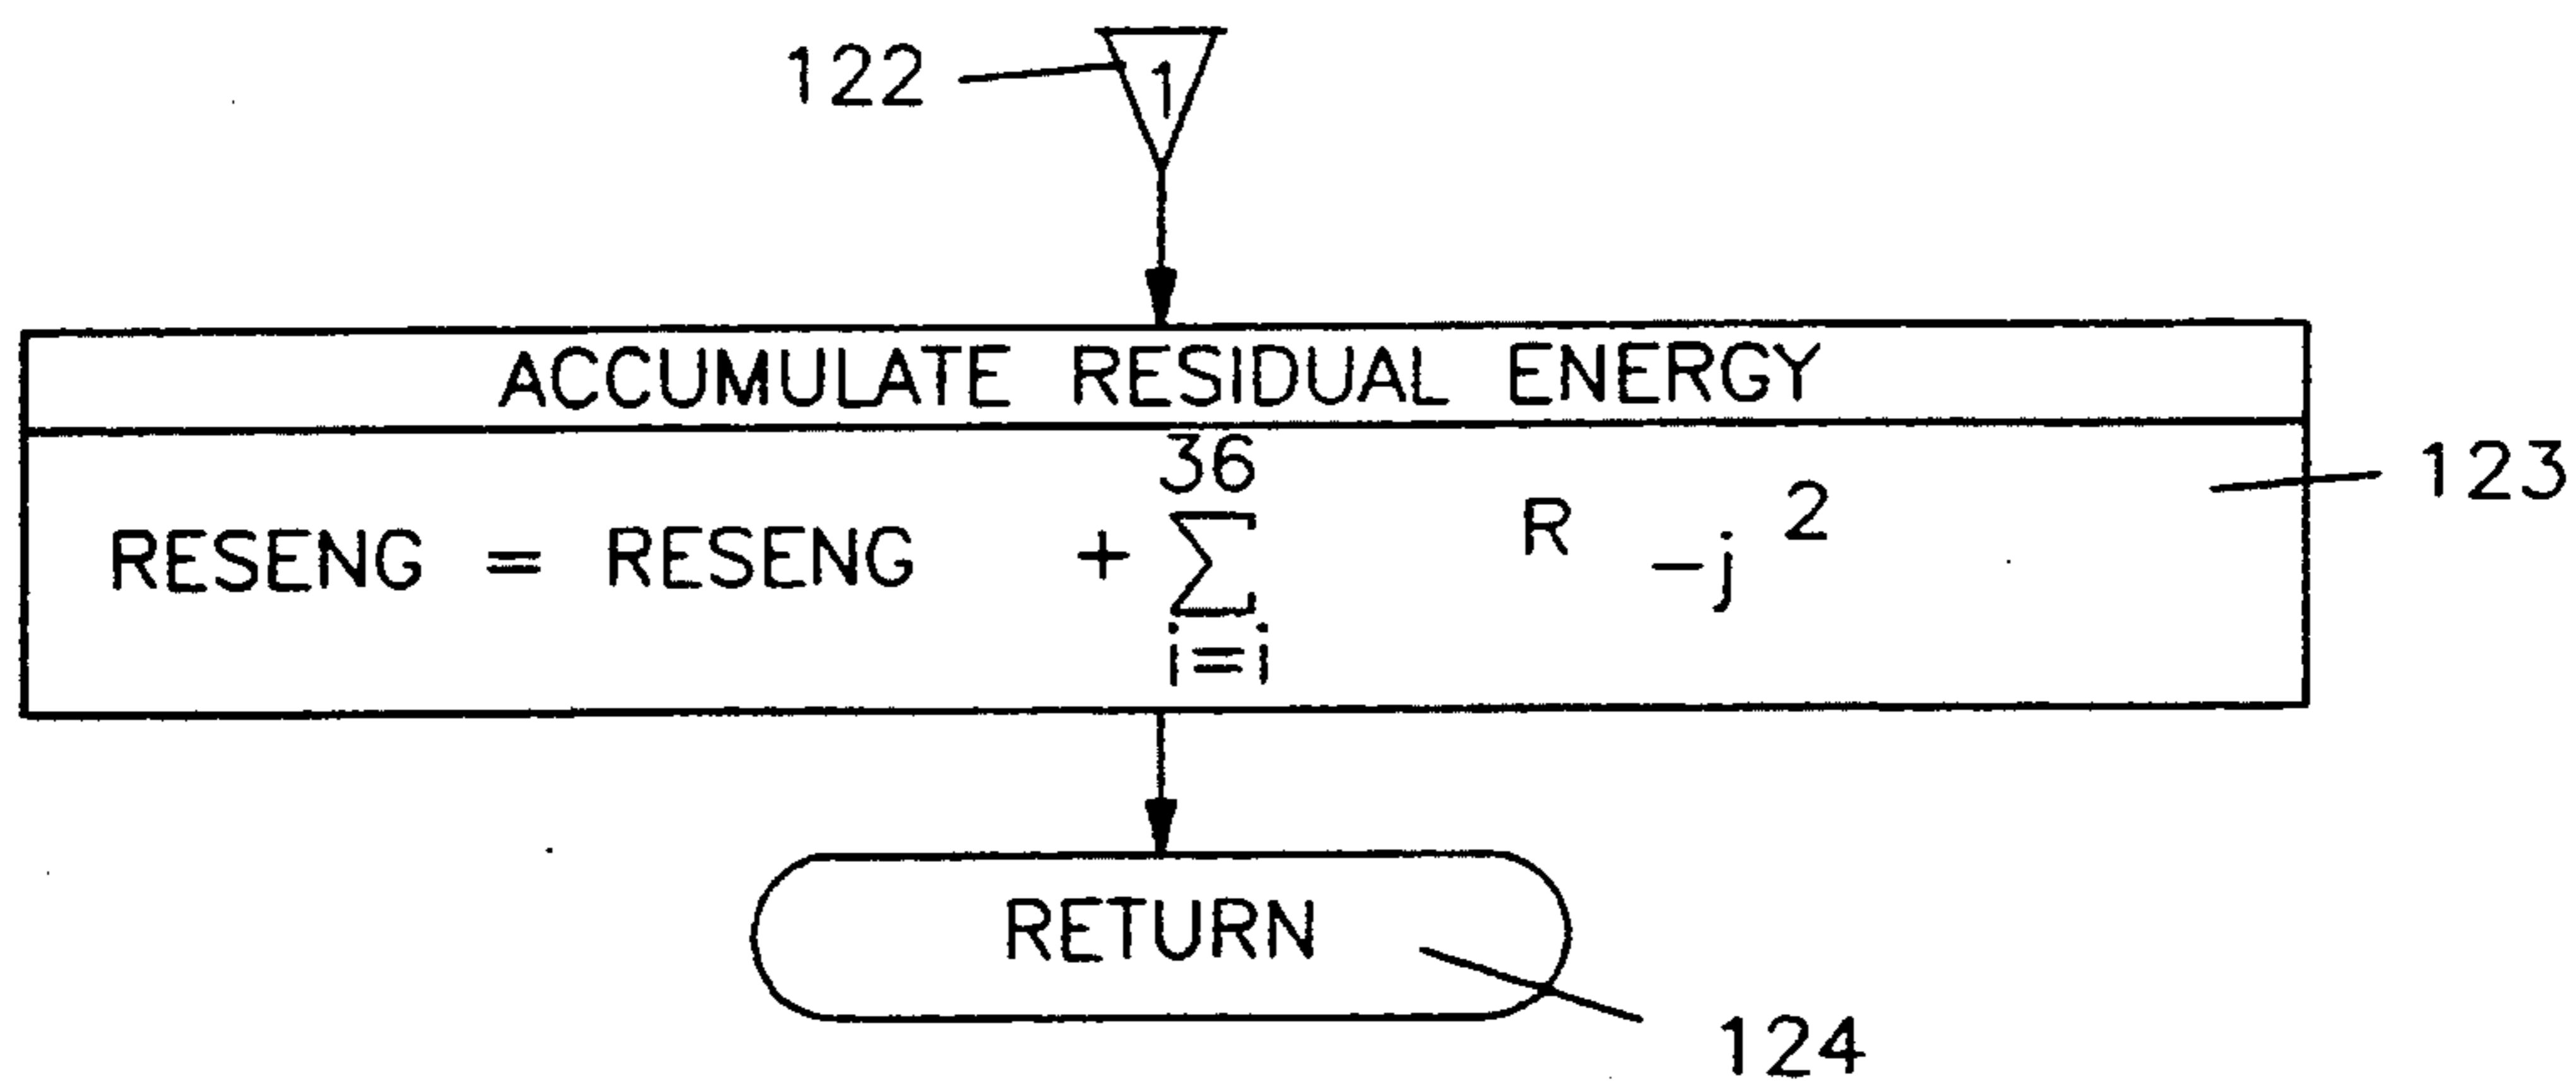 122
1
ACCUMULATE RESIDUAL ENERGY
36
RESENG = RESENG + ∑ R -j 2
i=i
123
RETURN
124